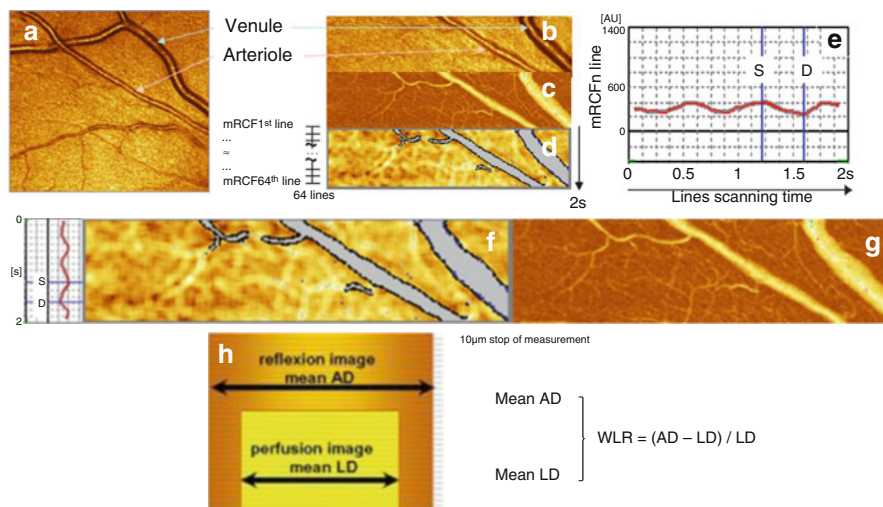 a
Venule
Arteriole
b
c
d
mRCF1st line
...
≈
...
mRCF64th line
64 lines
2s
[AU]
1400
600
0
mRCFn line
e
S D
0 0.5 1 1.5 2s
Lines scanning time
0
[s]
S
D
2
f
g
h
reflexion image
mean AD
perfusion image
mean LD
10µm stop of measurement
Mean AD
Mean LD
WLR = (AD – LD) / LD